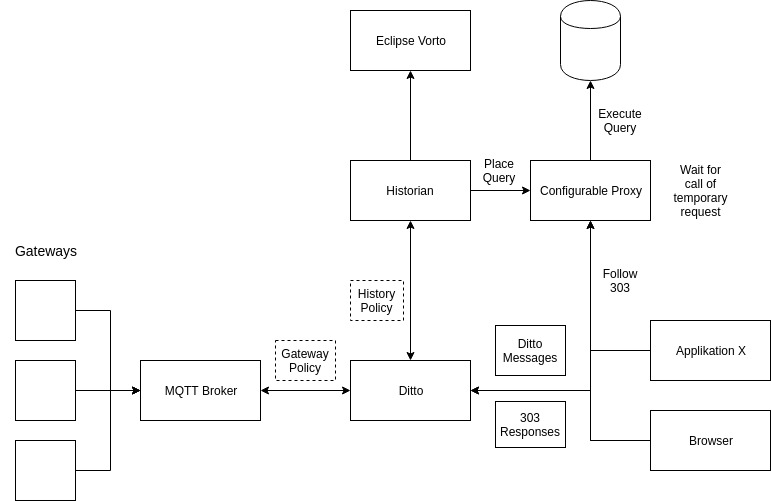 Eclipse Vorto
Execute
Query
Place
Query
Historian
Configurable Proxy
Wait for
call of
temporary
request
Gateways
Follow
303
History
Policy
Gateway
Policy
Ditto
Messages
Applikation X
MQTT Broker
Ditto
303
Responses
Browser